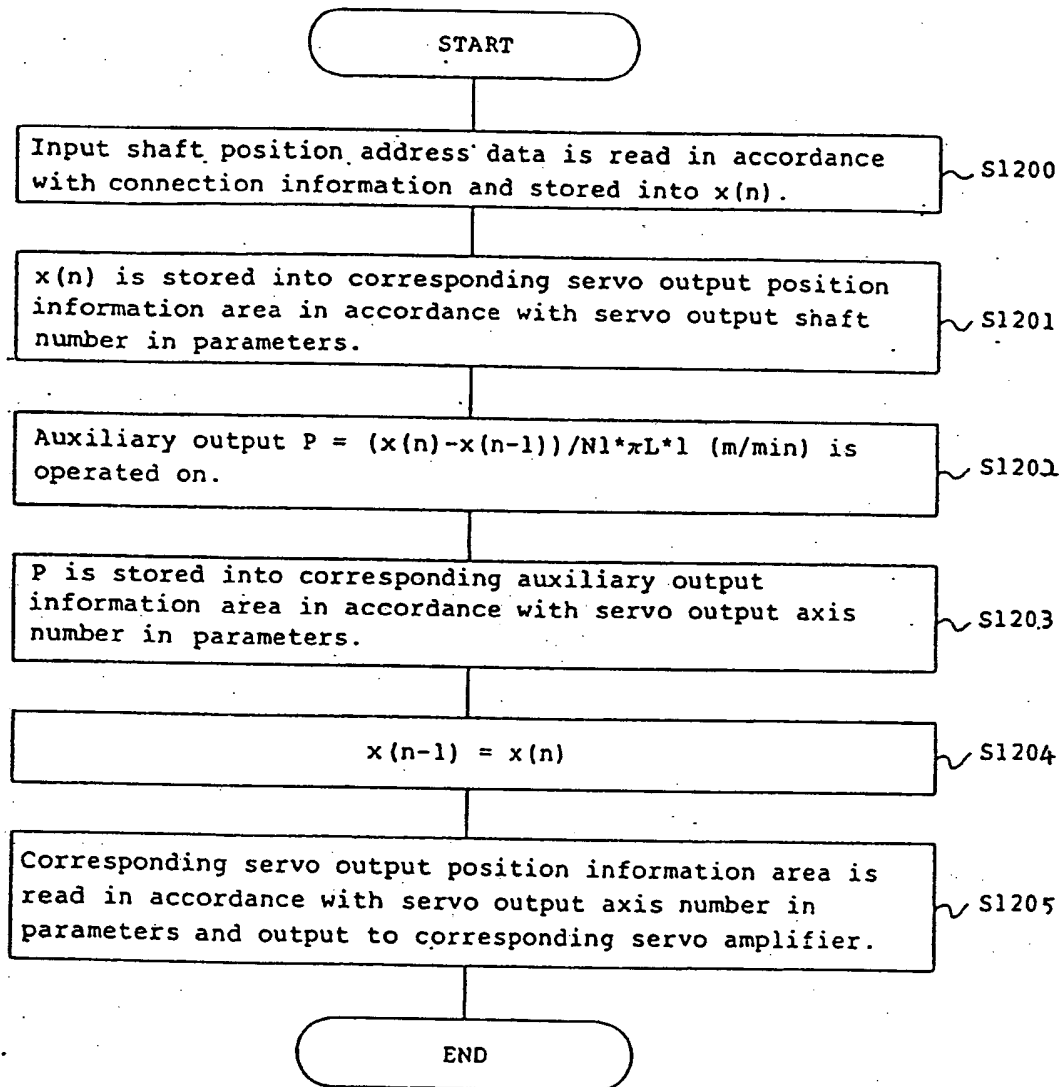 START
Input shaft position address data is read in accordance
with connection information and stored into x(n).
S1200
x(n) is stored into corresponding servo output position
information area in accordance with servo output shaft
number in parameters.
S1201
Auxiliary output P = (x(n)-x(n-1))/Nl*πL*l (m/min) is
operated on.
S1202
P is stored into corresponding auxiliary output
information area in accordance with servo output axis
number in parameters.
S1203
x(n-1) = x(n)
S1204
Corresponding servo output position information area is
read in accordance with servo output axis number in
parameters and output to corresponding servo amplifier.
S1205
END